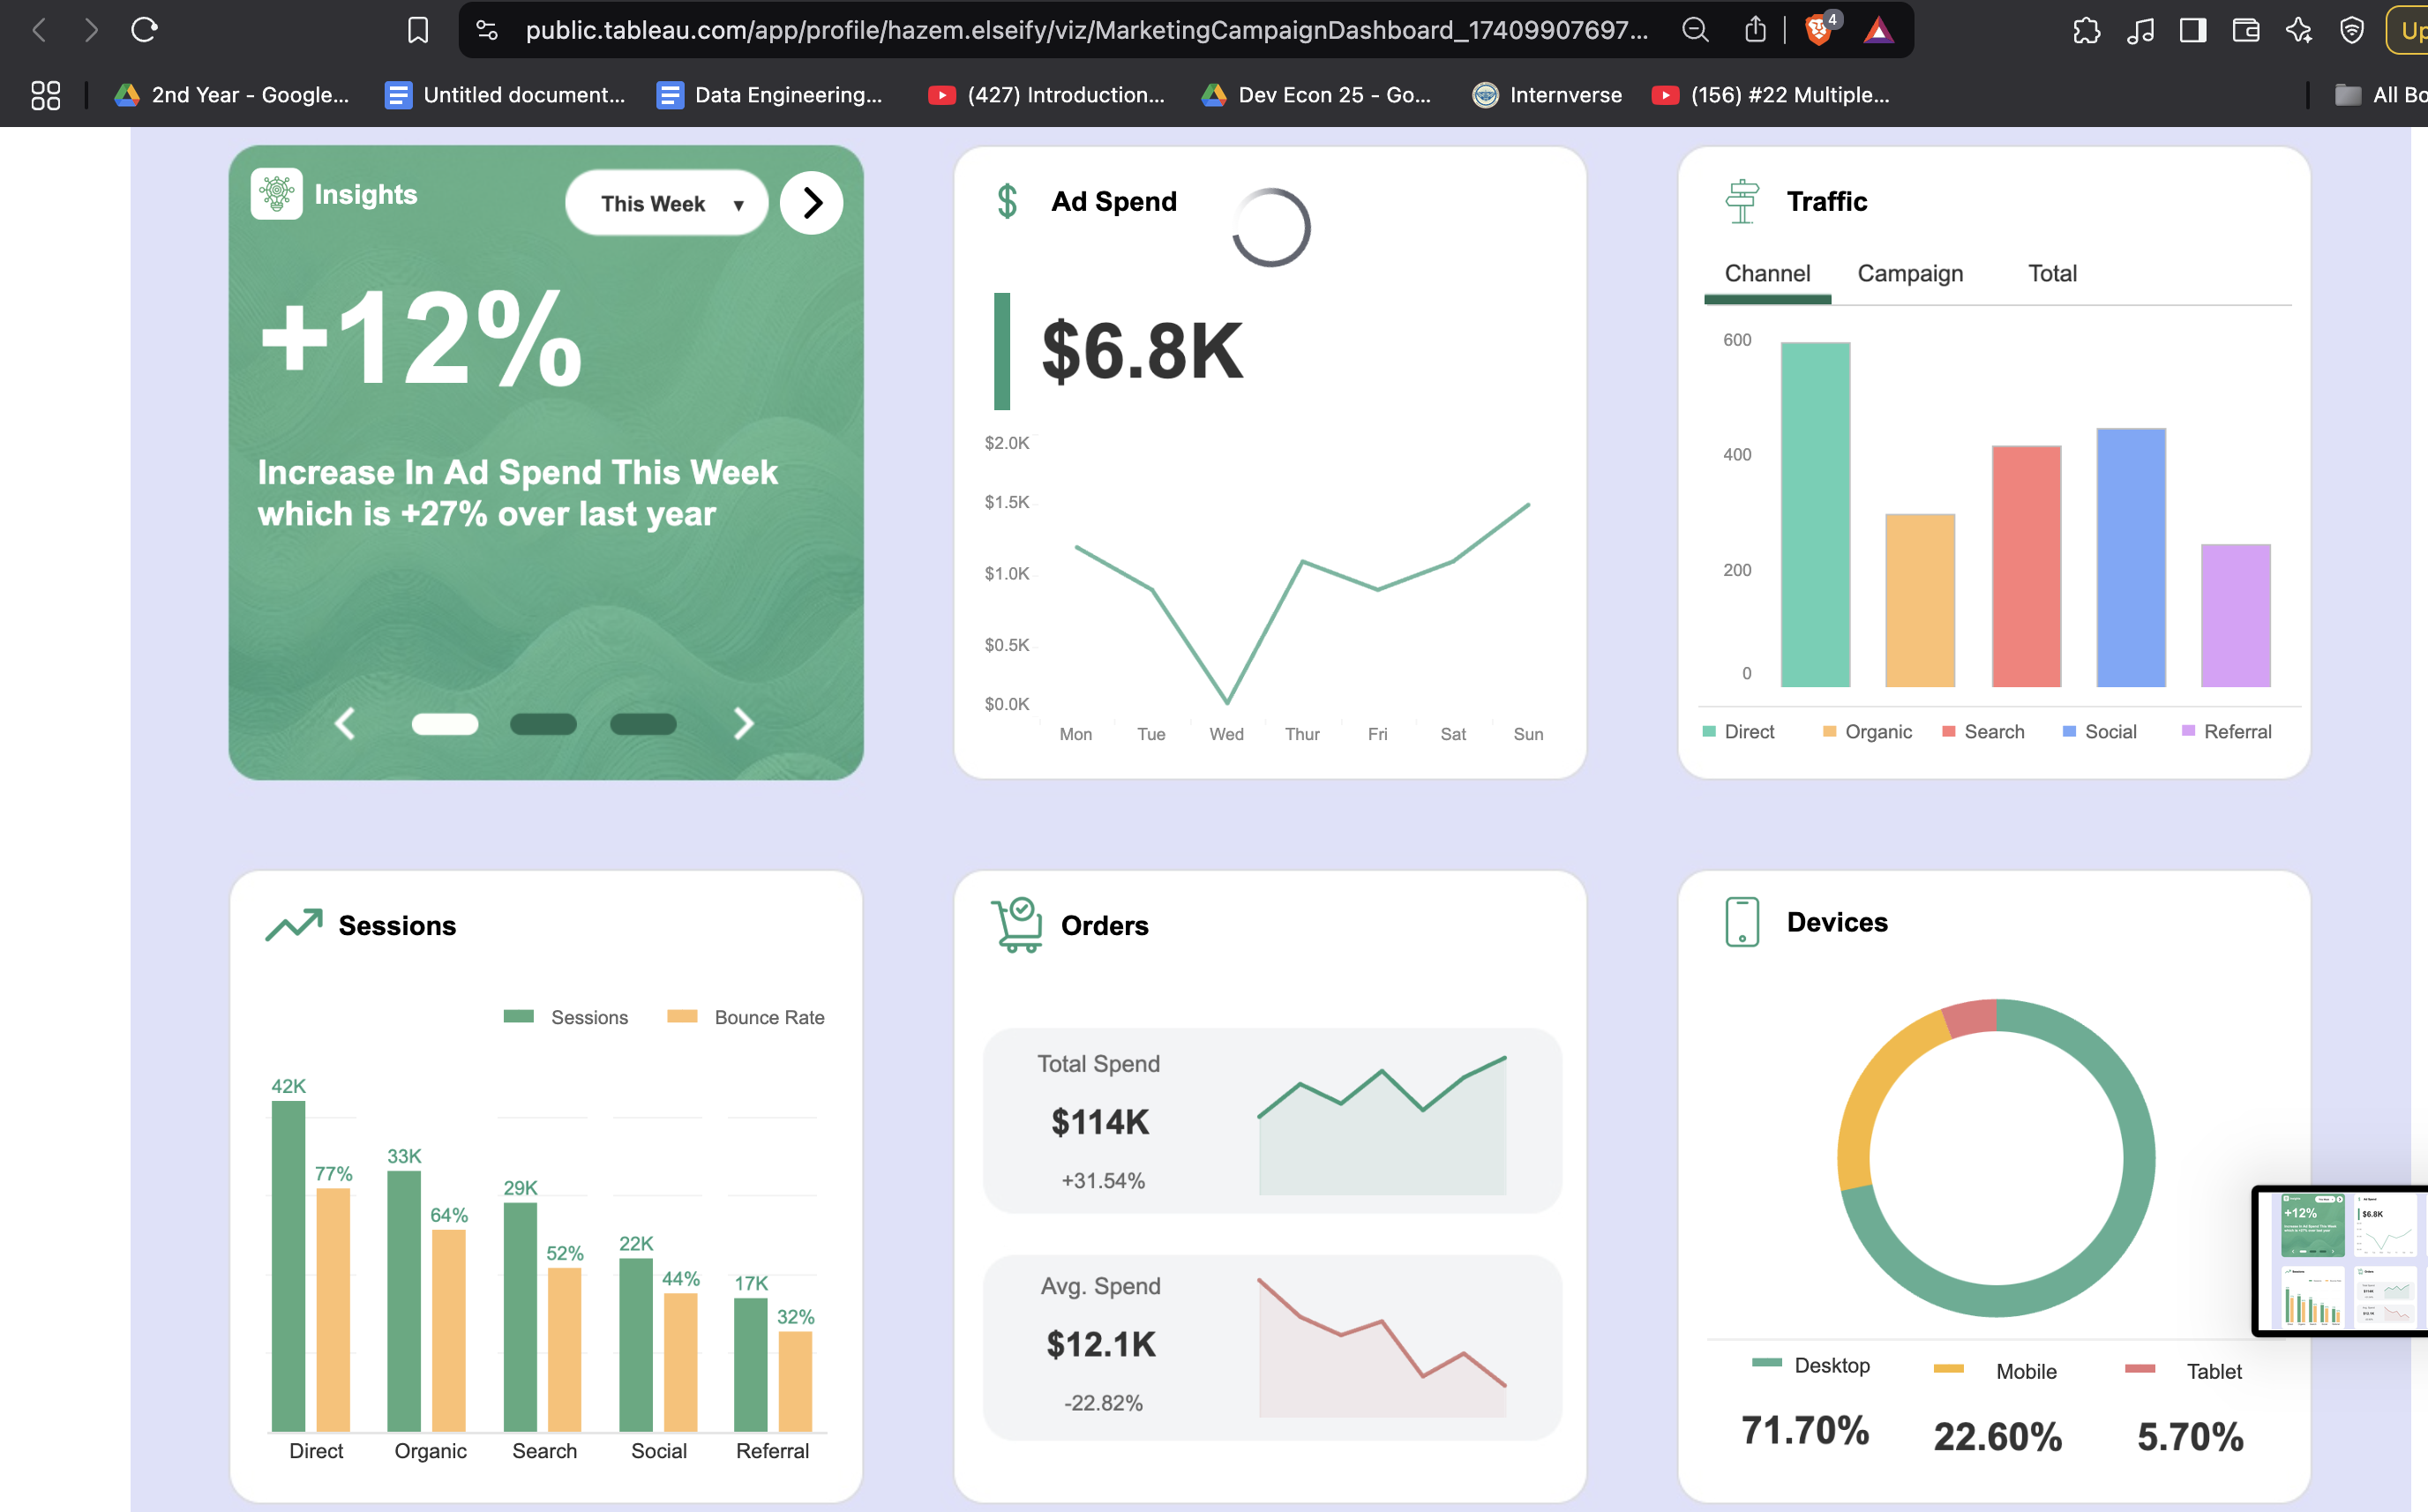 public.tableau.com/app/profile/hazem.elseify/viz/MarketingCampaignDashboard_17409907697...
4
Up
2nd Year - Google...
Untitled document...
Data Engineering...
(427) Introduction...
Dev Econ 25 - Go...
Internverse
(156) #22 Multiple...
All Bo
Insights
This Week ▼
+12%
Increase In Ad Spend This Week
which is +27% over last year
$ Ad Spend
$6.8K
$2.0K
$1.5K
$1.0K
$0.5K
$0.0K
Mon Tue Wed Thur Fri Sat Sun
Traffic
Channel Campaign Total
600
400
200
0
Direct Organic Search Social Referral
Sessions
Sessions Bounce Rate
42K
77%
33K
64%
29K
52%
22K
44%
17K
32%
Direct Organic Search Social Referral
Orders
Total Spend
$114K
+31.54%
Avg. Spend
$12.1K
-22.82%
Devices
Desktop Mobile Tablet
71.70% 22.60% 5.70%
+12%
$6.8K